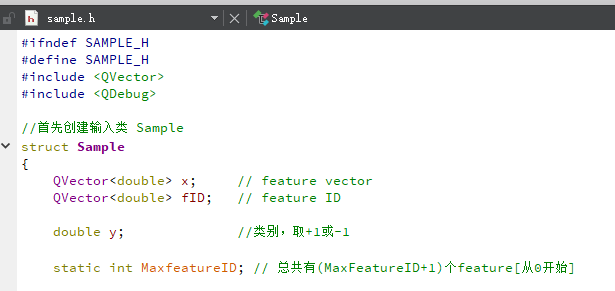 sample.h Sample
#ifndef SAMPLE_H
#define SAMPLE_H
#include <QVector>
#include <QDebug>
//首先创建输入类 Sample
struct Sample
{
QVector<double> x; // feature vector
QVector<double> fID; // feature ID
double y; //类别，取+1或-1
static int MaxfeatureID; // 总共有(MaxFeatureID+1)个feature[从0开始]